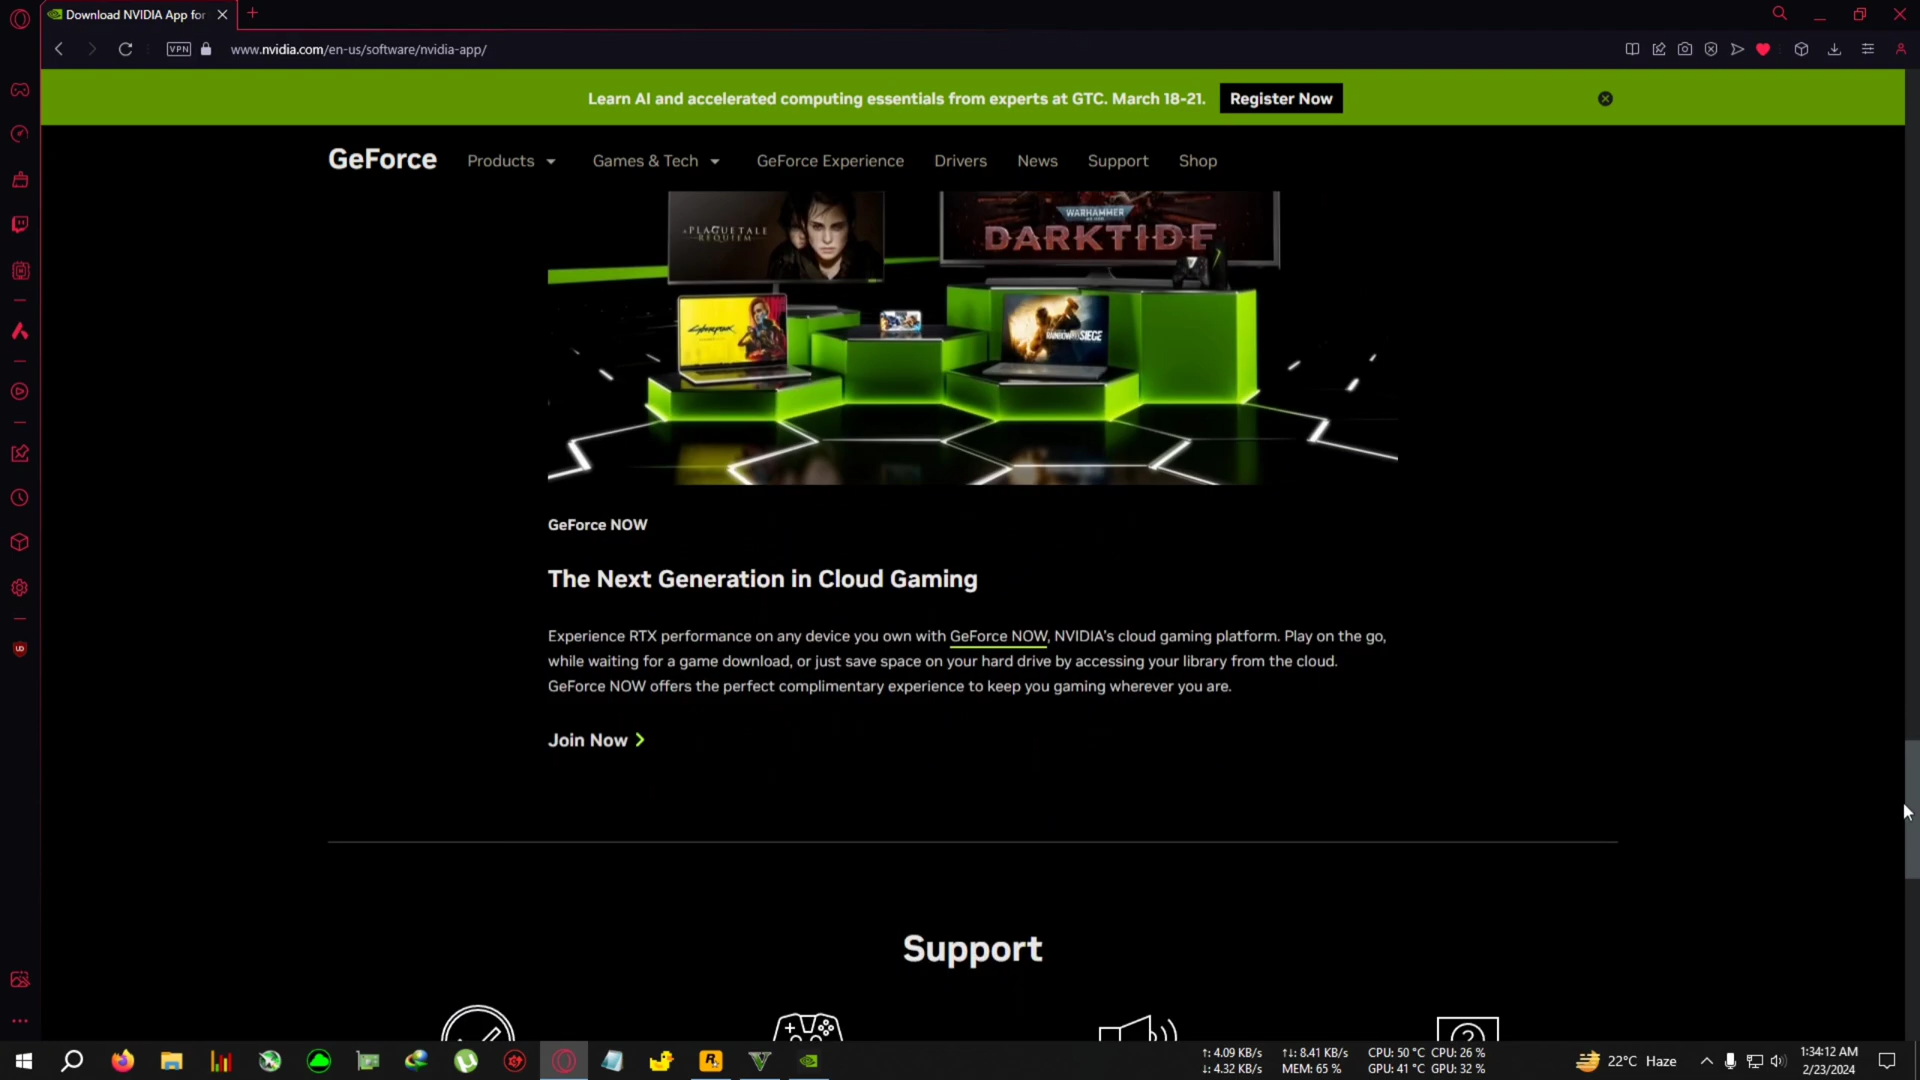 Download NVIDIA App for
VPN
www.nvidia.com/en-us/software/nvidia-app/
Learn AI and accelerated computing essentials from experts at GTC. March 18-21.
Register Now
GeForce
Products
Games & Tech
GeForce Experience
Drivers
News
Support
Shop
A PLAGUE TALE
REQUIEM
WARHAMMER
DARKTIDE
Cyberpunk
RAINBOW SIEGE
GeForce NOW
The Next Generation in Cloud Gaming
Experience RTX performance on any device you own with GeForce NOW, NVIDIA's cloud gaming platform. Play on the go,
while waiting for a game download, or just save space on your hard drive by accessing your library from the cloud.
GeForce NOW offers the perfect complimentary experience to keep you gaming wherever you are.
Join Now
Support
↑: 4.09 KB/s
↓: 4.32 KB/s
↑↓: 8.41 KB/s
MEM: 65 %
CPU: 50 °C CPU: 26 %
GPU: 41 °C GPU: 32 %
22°C Haze
1:34:12 AM
2/23/2024